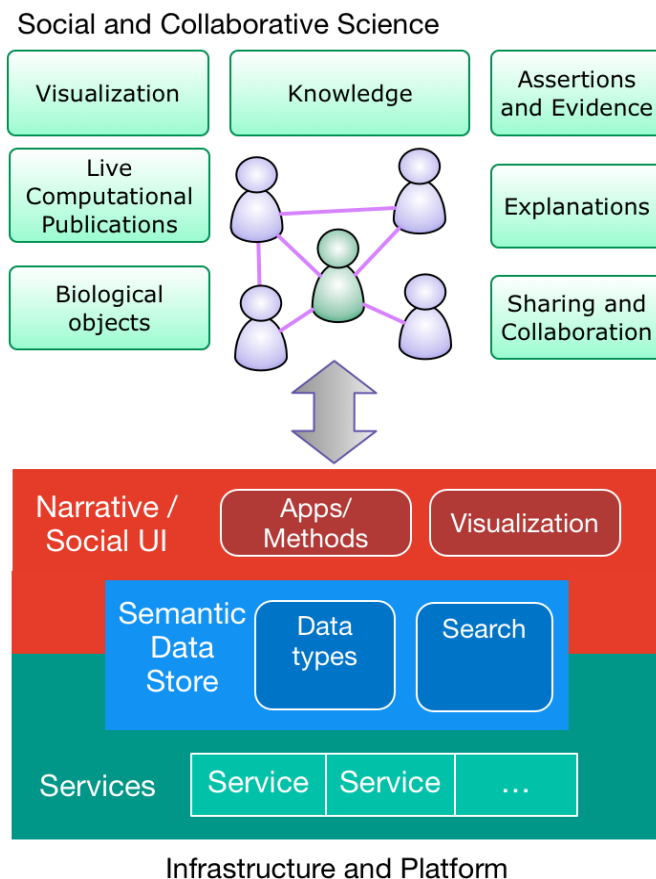 Social and Collaborative Science
Visualization
Knowledge
Assertions
and Evidence
Live
Computational
Publications
Explanations
Biological
objects
Sharing and
Collaboration
Narrative /
Social UI
Apps/
Methods
Visualization
Semantic
Data
Store
Data
types
Search
Services
Service
Service
...
Infrastructure and Platform